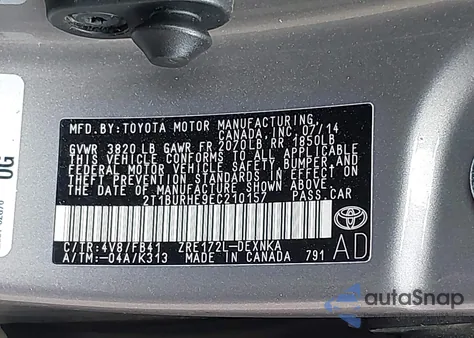 MFD.BY:TOYOTA MOTOR MANUFACTURING,
CANADA, INC. 07/14
GVWR 3820 LB GAWR FR 2070LB RR 1850LB
THIS VEHICLE CONFORMS TO ALL APPLICABLE
FEDERAL MOTOR VEHICLE SAFETY, BUMPER, AND
THEFT PREVENTION STANDARDS IN EFFECT ON
THE DATE OF MANUFACTURE SHOWN ABOVE.
2T1BURHE9EC210157 PASS.CAR
C/TR:4V8/FB41 ZRE172L-DEXNKA
A/TM:-04A/K313 MADE IN CANADA 791
AD
OG
autoSnap